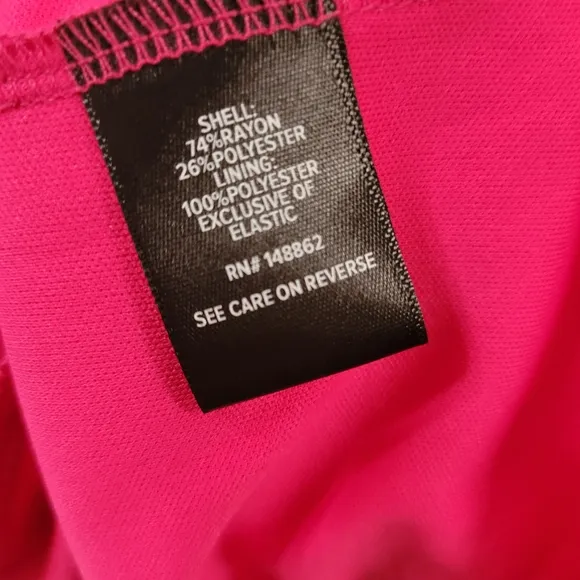 SHELL:
74%RAYON
26%POLYESTER
LINING:
100%POLYESTER
EXCLUSIVE OF
ELASTIC
RN# 148862
SEE CARE ON REVERSE